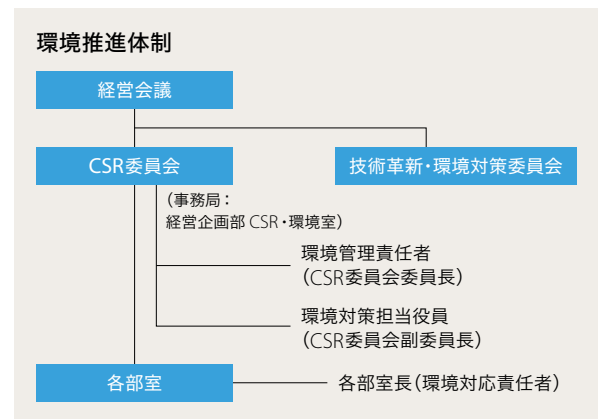 環境推進体制
経営会議
CSR委員会
技術革新・環境対策委員会
(事務局:
経営企画部 CSR・環境室)
環境管理責任者
(CSR委員会委員長)
環境対策担当役員
(CSR委員会副委員長)
各部室
各部室長(環境対応責任者)